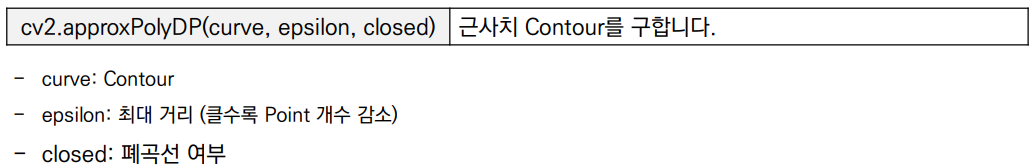 cv2.approxPolyDP(curve, epsilon, closed) 근사치 Contour를 구합니다.
- curve: Contour
- epsilon: 최대 거리 (클수록 Point 개수 감소)
- closed: 폐곡선 여부